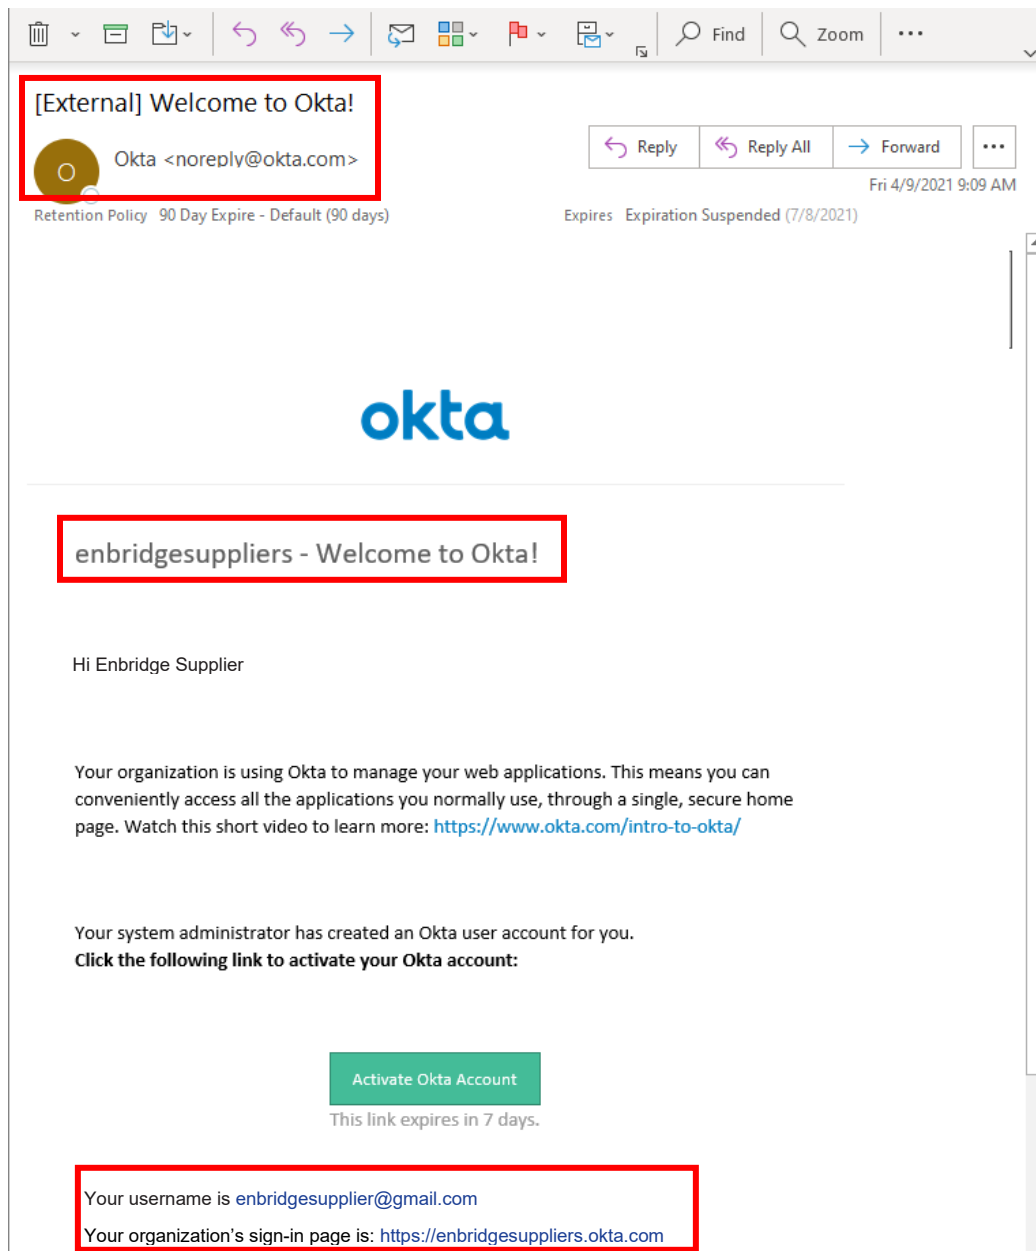 Find
Zoom
[External] Welcome to Okta!
O
Okta <noreply@okta.com>
Reply
Reply All
Forward
Fri 4/9/2021 9:09 AM
Retention Policy 90 Day Expire - Default (90 days)
Expires Expiration Suspended (7/8/2021)
okta
enbridgesuppliers - Welcome to Okta!
Hi Enbridge Supplier
Your organization is using Okta to manage your web applications. This means you can
conveniently access all the applications you normally use, through a single, secure home
page. Watch this short video to learn more: https://www.okta.com/intro-to-okta/
Your system administrator has created an Okta user account for you.
Click the following link to activate your Okta account:
Activate Okta Account
This link expires in 7 days.
Your username is enbridgesupplier@gmail.com
Your organization’s sign-in page is: https://enbridgesuppliers.okta.com